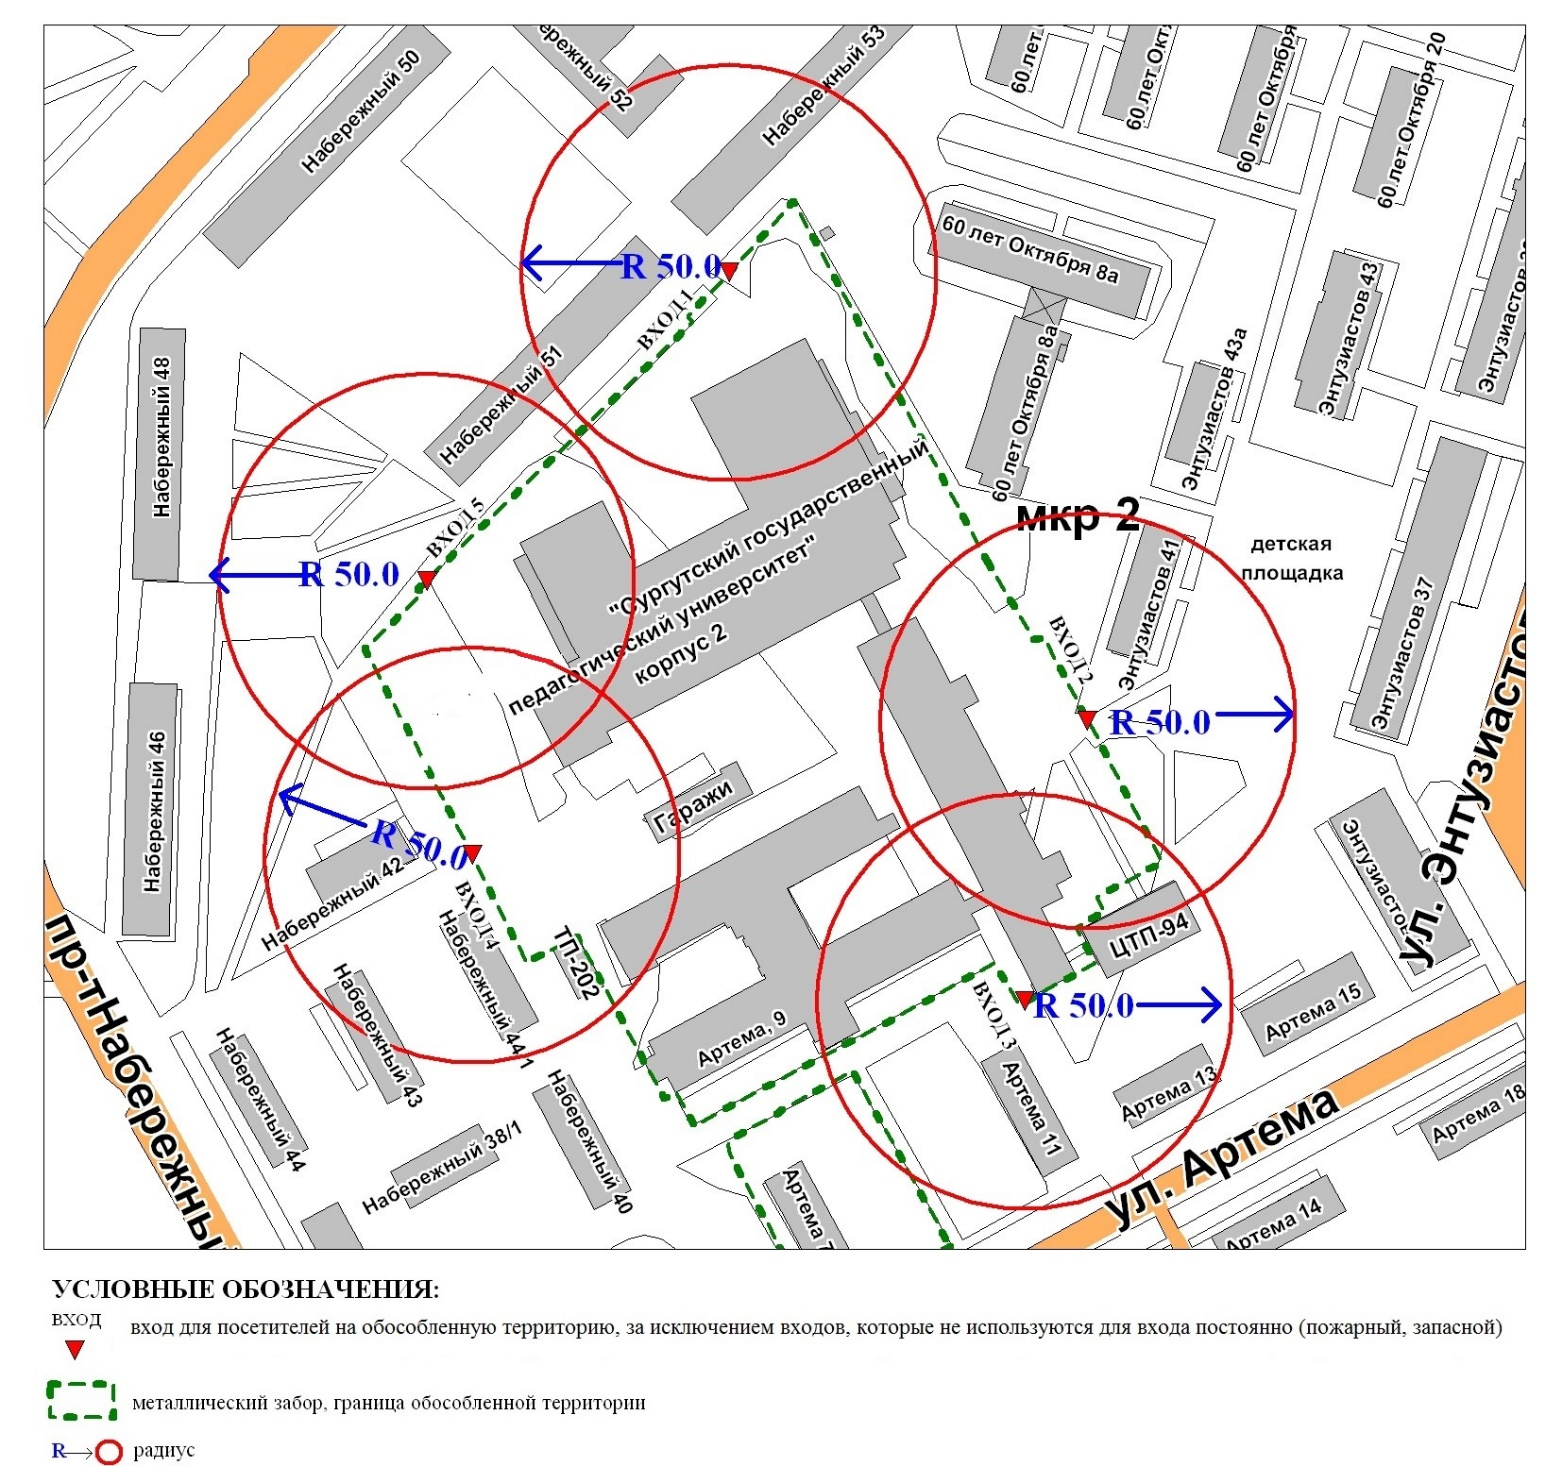 Набережный 50
ережный 52
Набережный 53
60 лет
60 лет Окт
60 лет Октября
60 лет Октября 20
60 лет Октября 8а
60 лет Октября 8а
R 50.0
ВХОД 1
Набережный 51
Набережный 48
Энтузиастов 43а
Энтузиастов 43
Энтузиастов
ВХОД 5
R 50.0
мкр 2
детская
площадка
Энтузиастов 41
Энтузиастов 37
"Сургутский государственный
педагогический университет"
корпус 2
ВХОД 2
R 50.0
Набережный 46
R 50.0
Гаражи
Набережный 42
ВХОД 4
Набережный 44/1
ТП-202
ЦТП-94
Энтузиастов
ул. Энтузиастов
R 50.0
ВХОД 3
Артема, 9
Артема 15
Артема 13
Артема 11
Артема 18
Артема 14
Артема 7
ул. Артема
пр-т Набережный
Набережный 43
Набережный 44
Набережный 38/1
Набережный 40
УСЛОВНЫЕ ОБОЗНАЧЕНИЯ:
ВХОД
вход для посетителей на обособленную территорию, за исключением входов, которые не используются для входа постоянно (пожарный, запасной)
металлический забор, граница обособленной территории
R
радиус